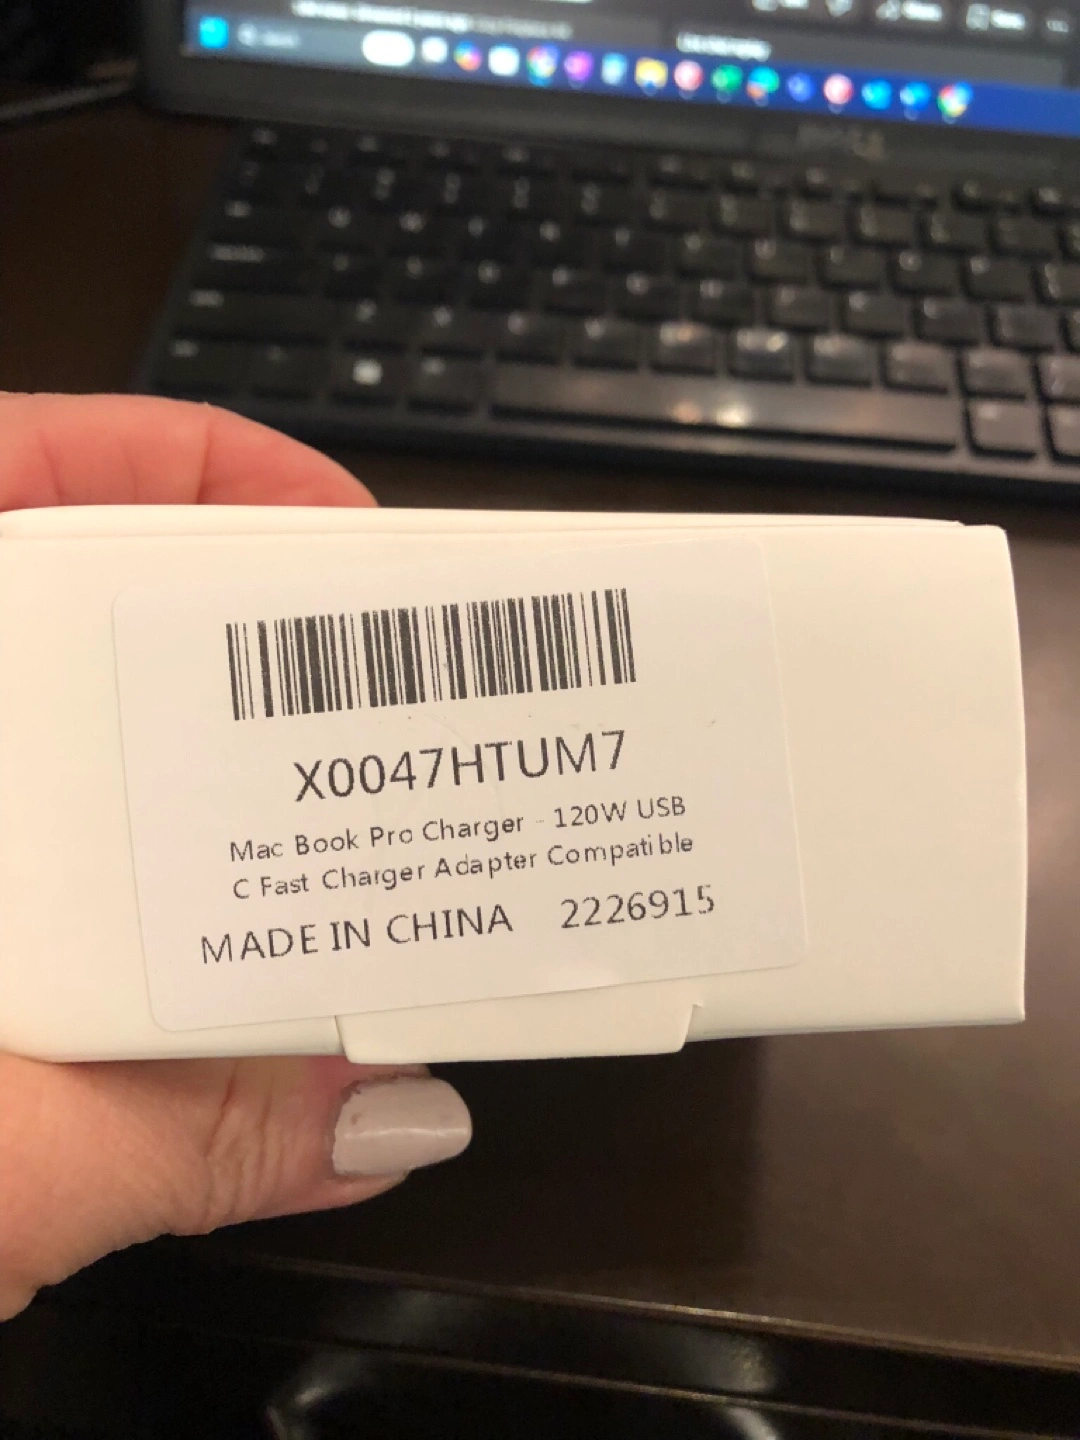 X0047HTUM7
Mac Book Pro Charger - 120W USB
C Fast Charger Adapter Compatible
MADE IN CHINA 2226915